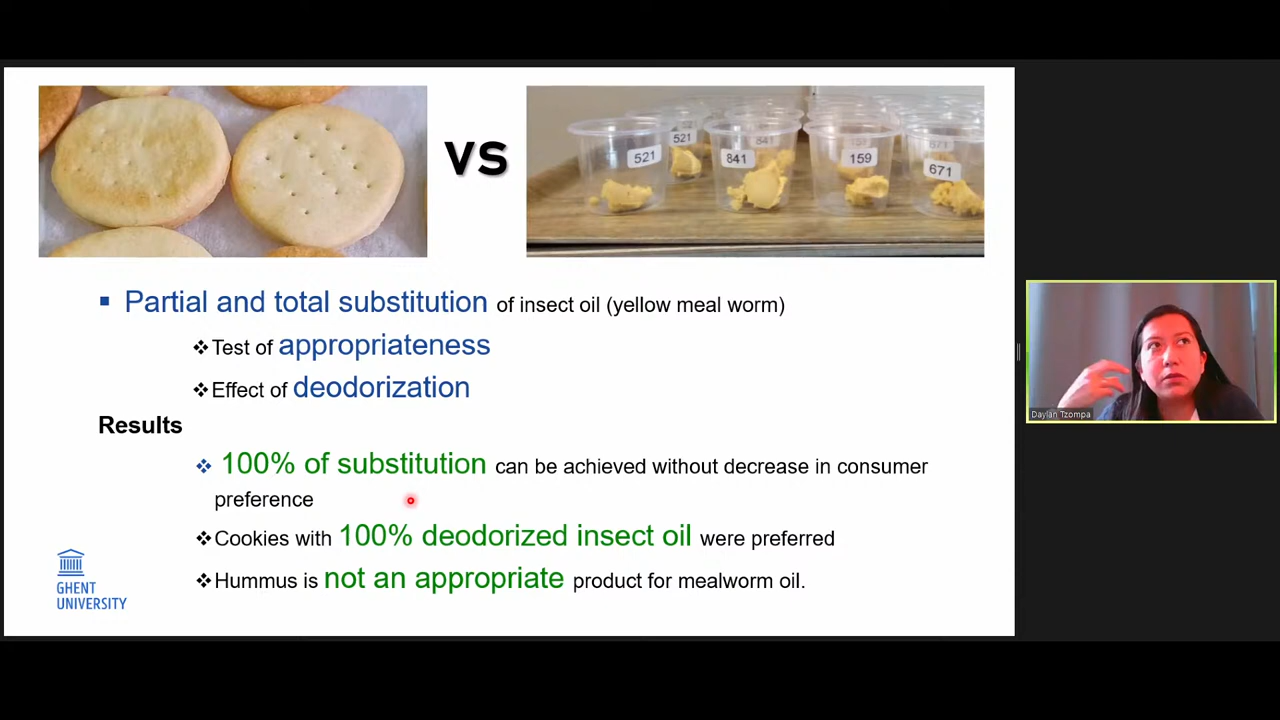 VS
521
521
841
841
159
671
671
▪ Partial and total substitution of insect oil (yellow meal worm)
❖Test of appropriateness
❖Effect of deodorization
Results
❖ 100% of substitution can be achieved without decrease in consumer
preference
❖Cookies with 100% deodorized insect oil were preferred
❖Hummus is not an appropriate product for mealworm oil.
GHENT
UNIVERSITY
Daylan Tzompa